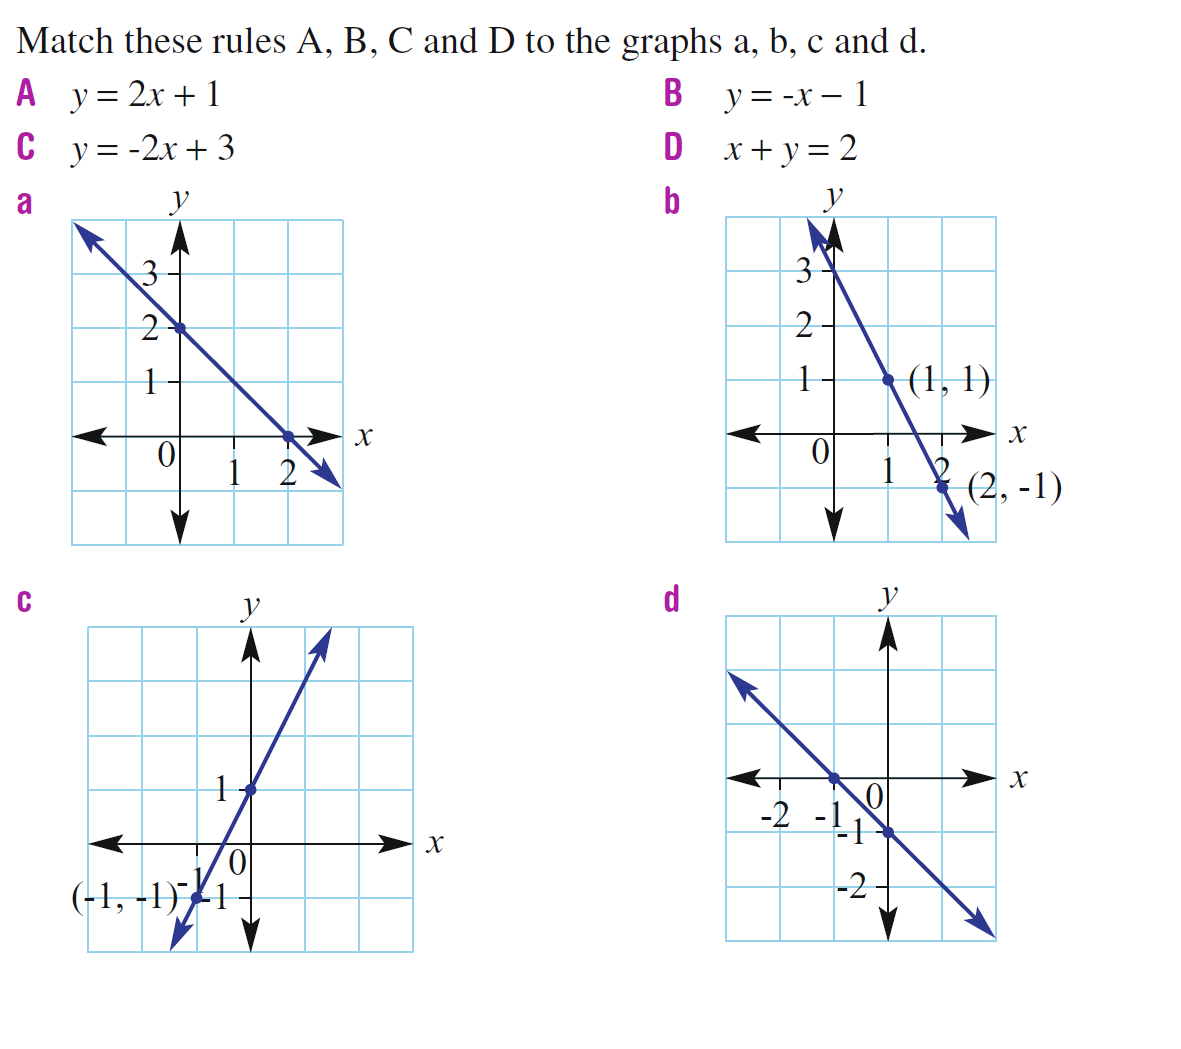 Match these rules A, B, C and D to the graphs a, b, c and d.
A y = 2x + 1
B y = -x – 1
C y = -2x + 3
D x + y = 2
a
y
3
2
1
0
1 2
x
b
y
3
2
1
(1, 1)
0
1 2
x
(2, -1)
c
y
1
0
x
-1
(-1, -1)
-1
d
y
x
0
-2 -1
-1
-2